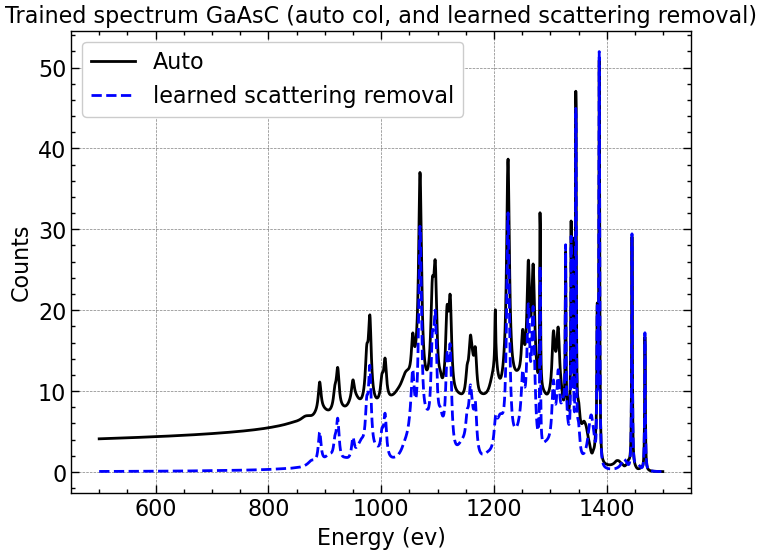 Trained spectrum GaAsC (auto col, and learned scattering removal)
Auto
learned scattering removal
50
40
30
20
10
0
Counts
600 800 1000 1200 1400
Energy (ev)